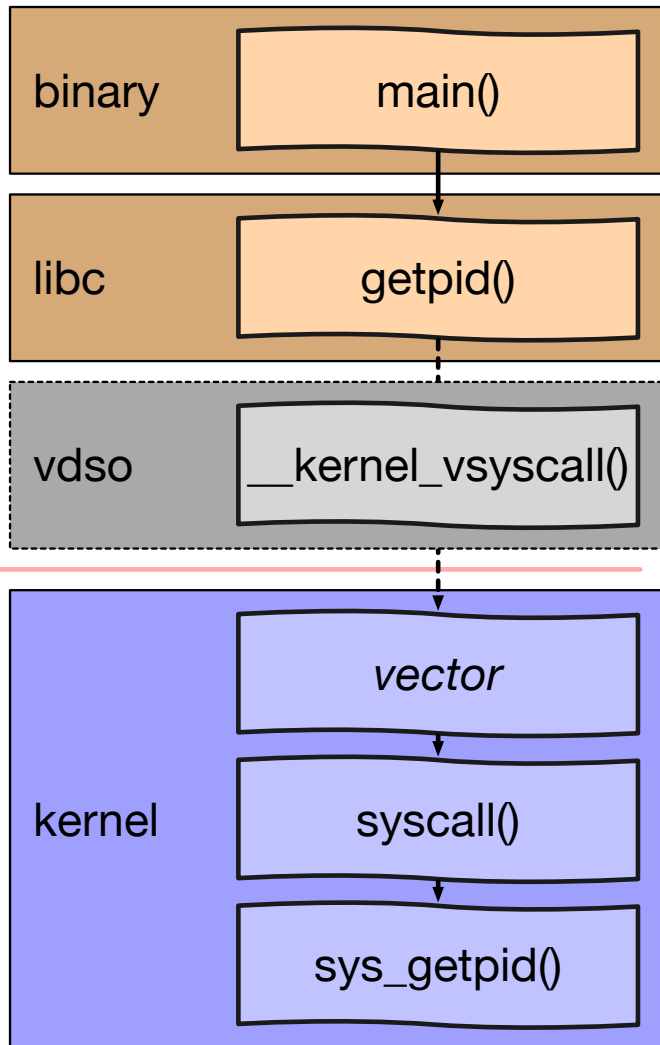 binary
main()
libc
getpid()
vdso
__kernel_vsyscall()
vector
kernel
syscall()
sys_getpid()